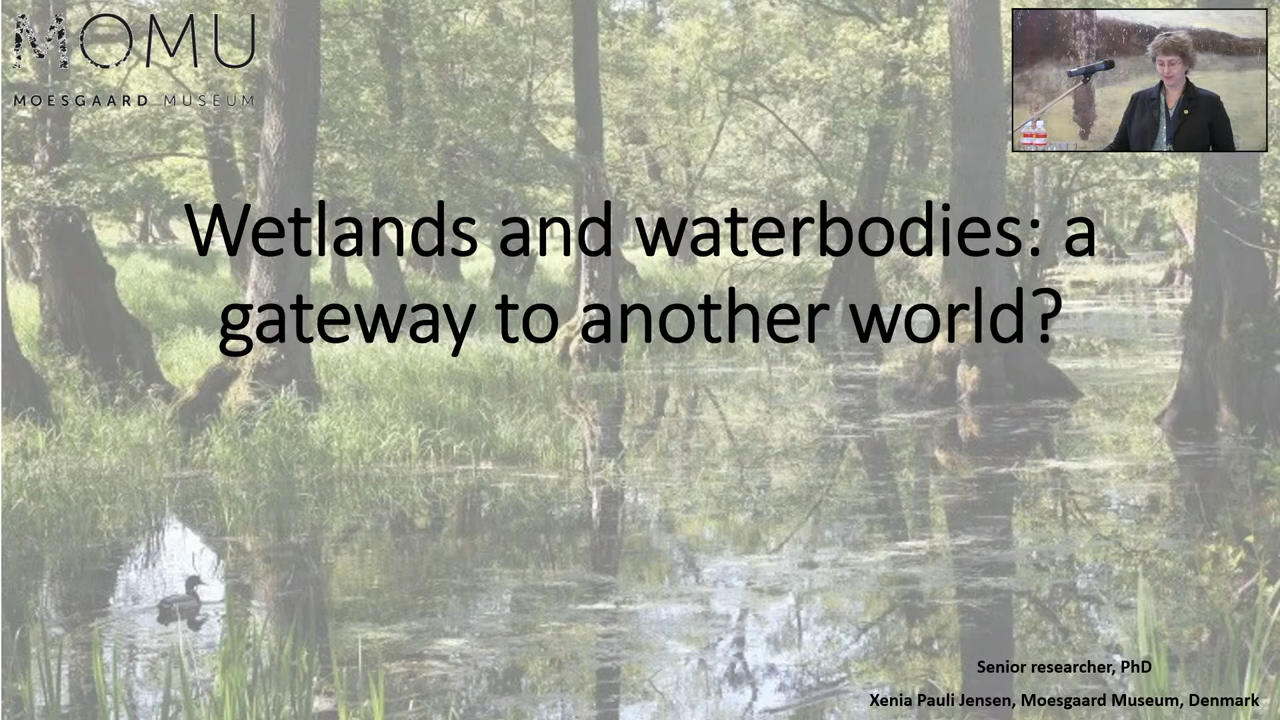 MOMU
MOESGAARD MUSEUM
Wetlands and waterbodies: a
gateway to another world?
Senior researcher, PhD
Xenia Pauli Jensen, Moesgaard Museum, Denmark